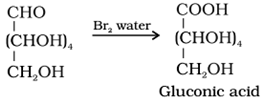 CHO
(CHOH)₄
CH₂OH
Br₂ water
COOH
(CHOH)₄
CH₂OH
Gluconic acid